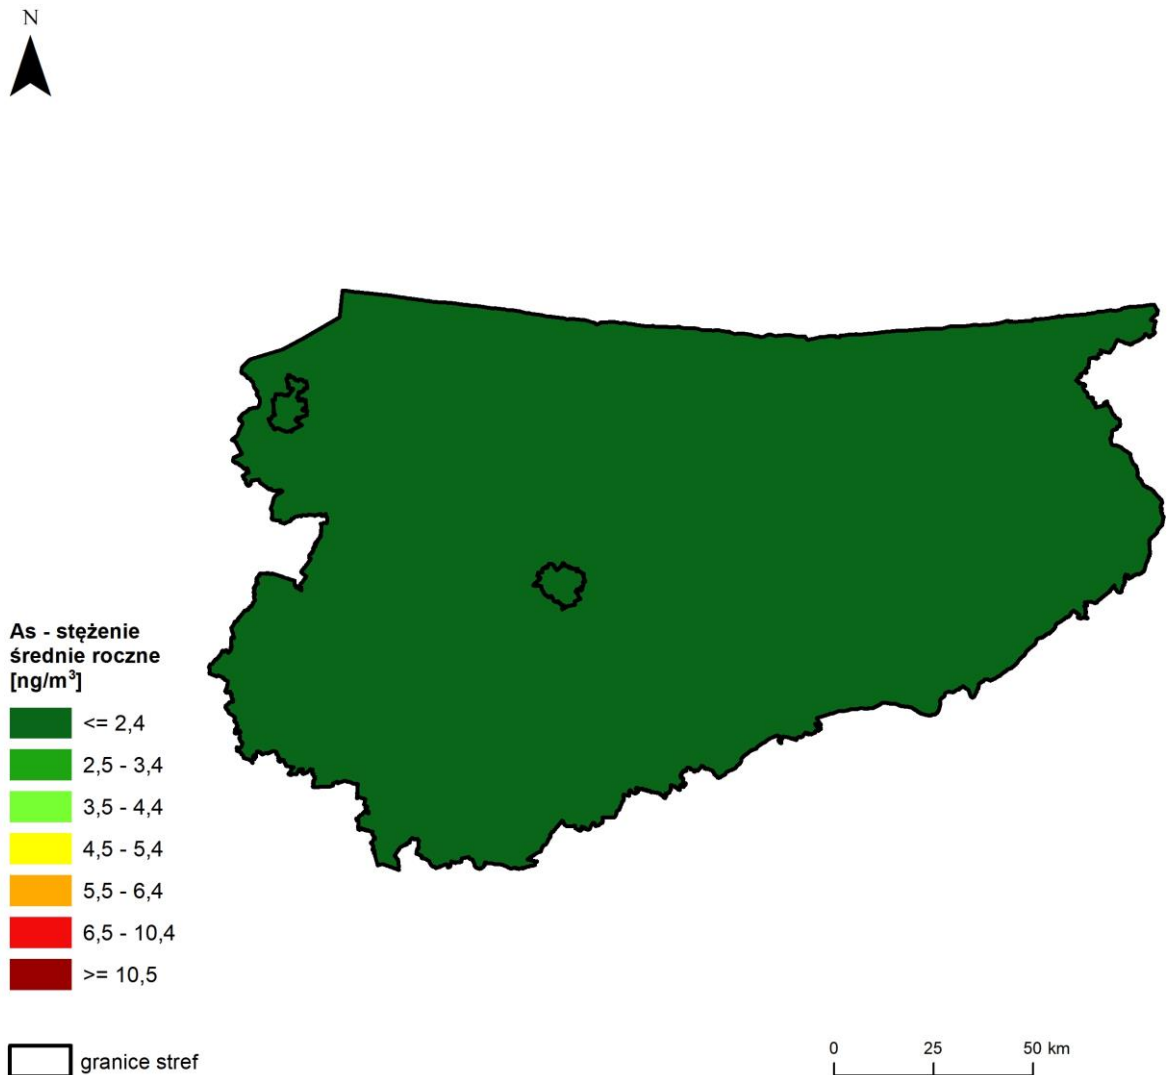 N
As - stężenie
średnie roczne
[ng/m³]
<= 2,4
2,5 - 3,4
3,5 - 4,4
4,5 - 5,4
5,5 - 6,4
6,5 - 10,4
>= 10,5
granice stref
0 25 50 km